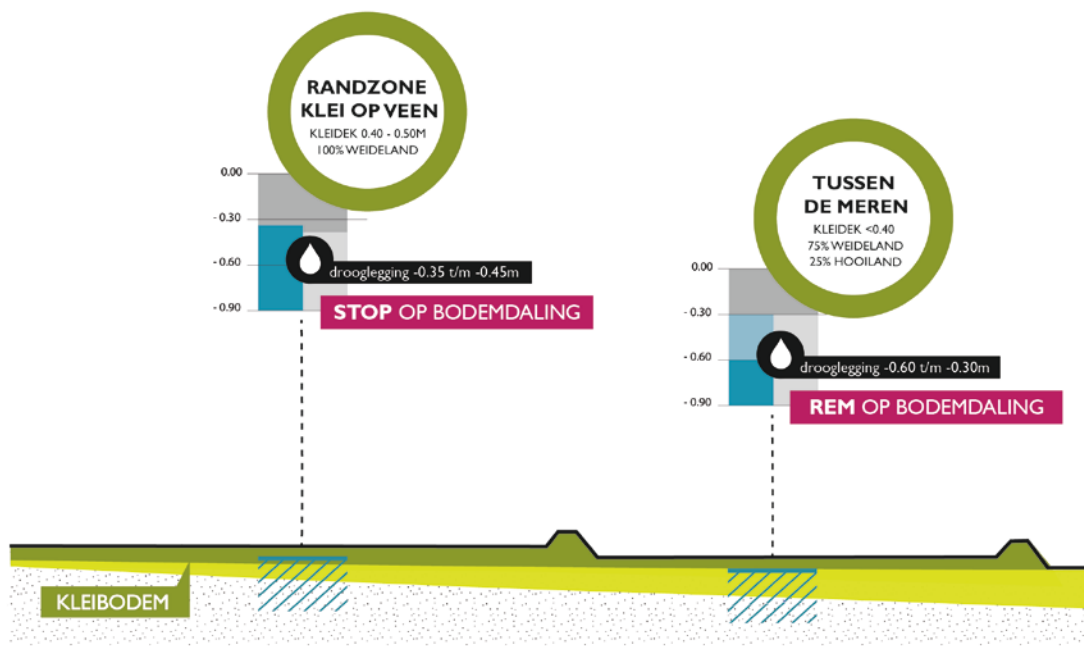 RANDZONE
KLEI OP VEEN
KLEIDEK 0.40 - 0.50M
100% WEIDELAND
0.00
- 0.30
- 0.60
- 0.90
drooglegging -0.35 t/m -0.45m
STOP OP BODEMDALING
TUSSEN
DE MEREN
KLEIDEK <0.40
75% WEIDELAND
25% HOOILAND
0.00
- 0.30
- 0.60
- 0.90
drooglegging -0.60 t/m -0.30m
REM OP BODEMDALING
KLEIBODEM